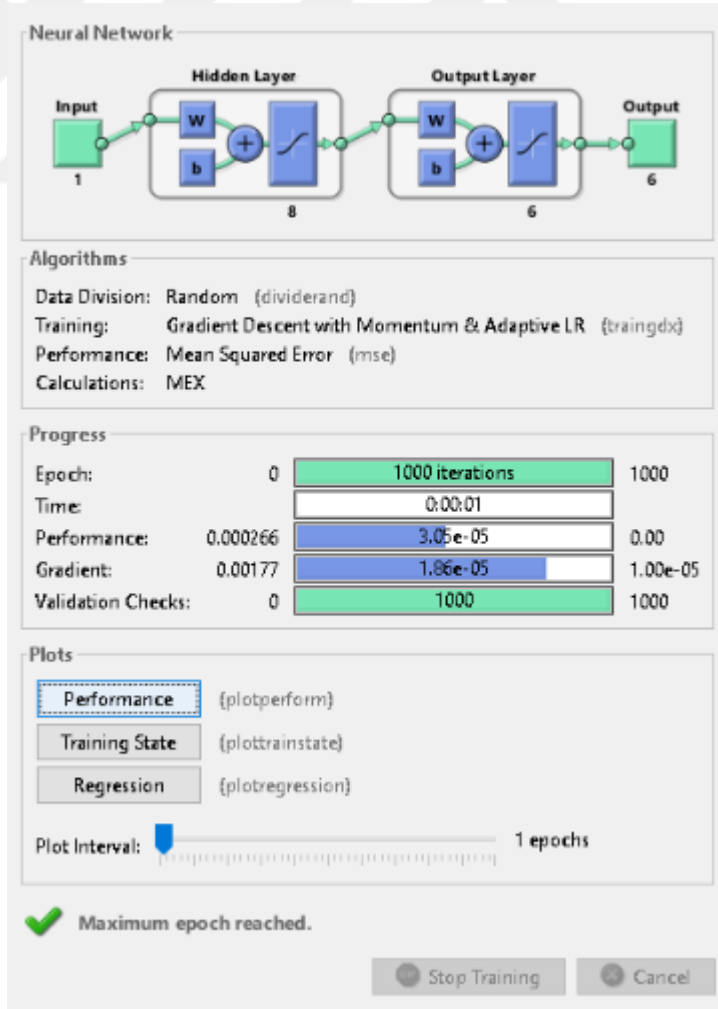 Neural Network
Hidden Layer Output Layer
Input Output
W W
+ +
b b
1 8 6 6
Algorithms
Data Division: Random (dividerand)
Training: Gradient Descent with Momentum & Adaptive LR (traingdx)
Performance: Mean Squared Error (mse)
Calculations: MEX
Progress
Epoch: 0 1000 iterations 1000
Time: 0:00:01
Performance: 0.000266 3.05e-05 0.00
Gradient: 0.00177 1.86e-05 1.00e-05
Validation Checks: 0 1000 1000
Plots
Performance (plotperform)
Training State (plottrainstate)
Regression (plotregression)
Plot Interval: 1 epochs
Maximum epoch reached.
Stop Training Cancel